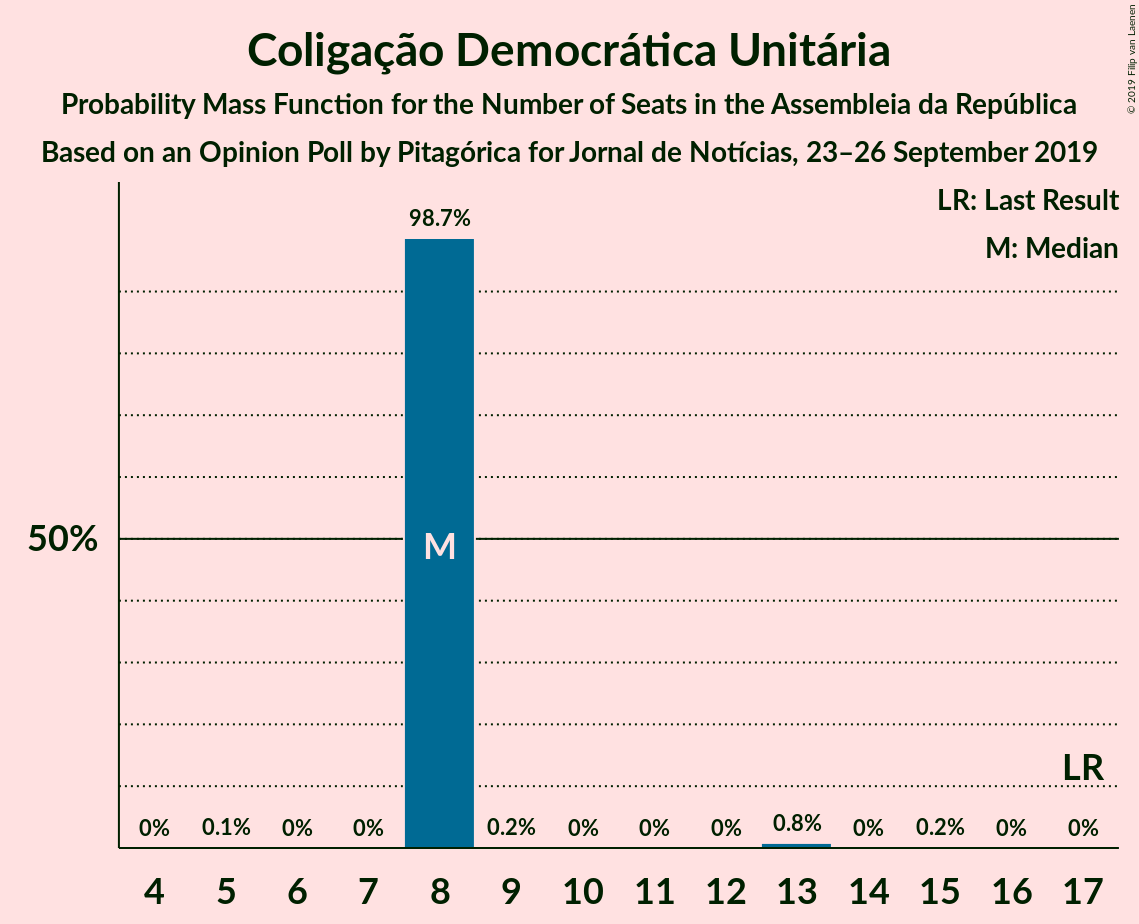 Coligação Democrática Unitária
Probability Mass Function for the Number of Seats in the Assembleia da República
Based on an Opinion Poll by Pitagórica for Jornal de Notícias, 23–26 September 2019
© 2019 Filip van Laenen
LR: Last Result
M: Median
98.7%
50%
M
LR
0% 0.1% 0% 0% 0.2% 0% 0% 0% 0.8% 0% 0.2% 0% 0%
4 5 6 7 8 9 10 11 12 13 14 15 16 17